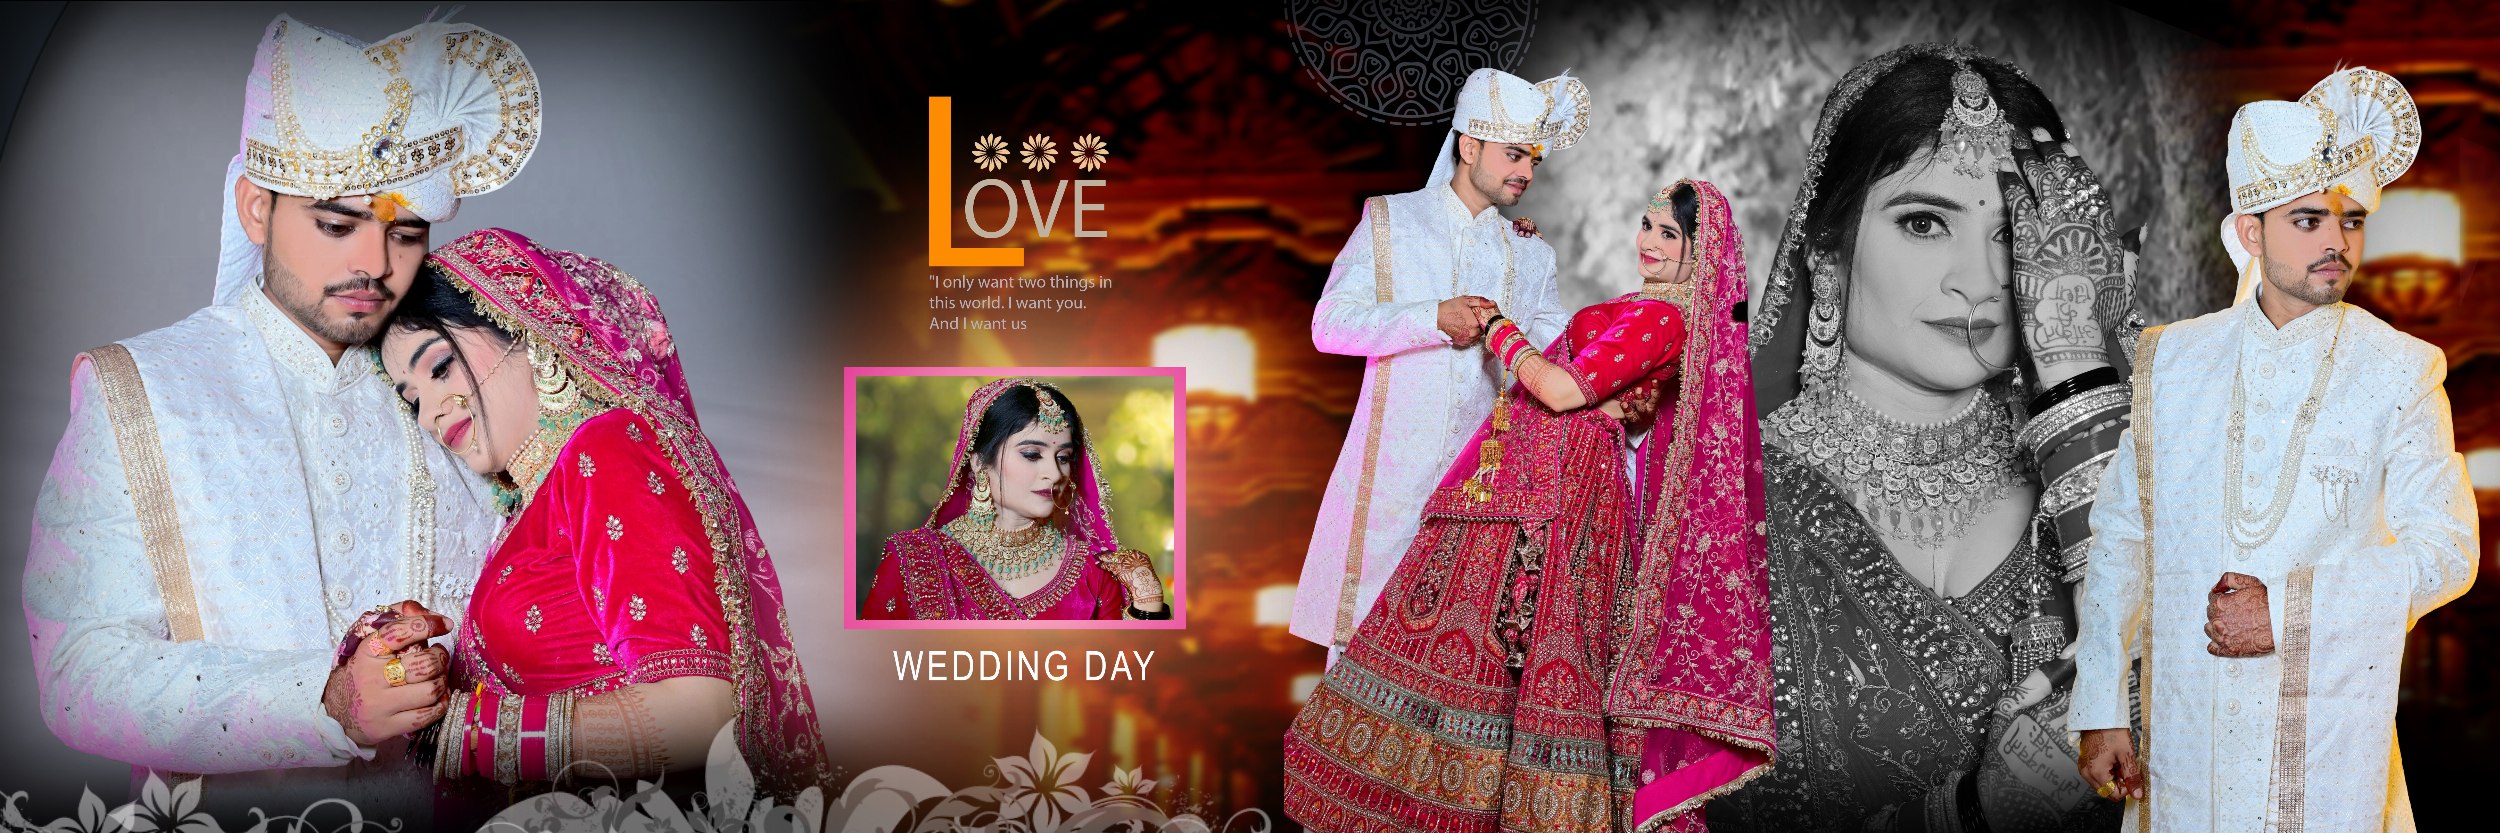 LOVE
"I only want two things in
this world. I want you.
And I want us
WEDDING DAY